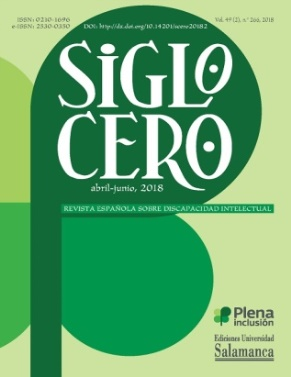 ISSN: 0210-1696
e-ISSN: 2530-0350
DOI: http://dx.doi.org/10.14201/scero20182
Vol. 49 (2), n.º 266, 2018
SIGLO
CERO
abril-junio, 2018
REVISTA ESPAÑOLA SOBRE DISCAPACIDAD INTELECTUAL
Plena
inclusión
Ediciones Universidad
Salamanca